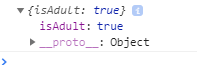 ▼{isAdult: true} i
isAdult: true
▶ __proto__: Object
>